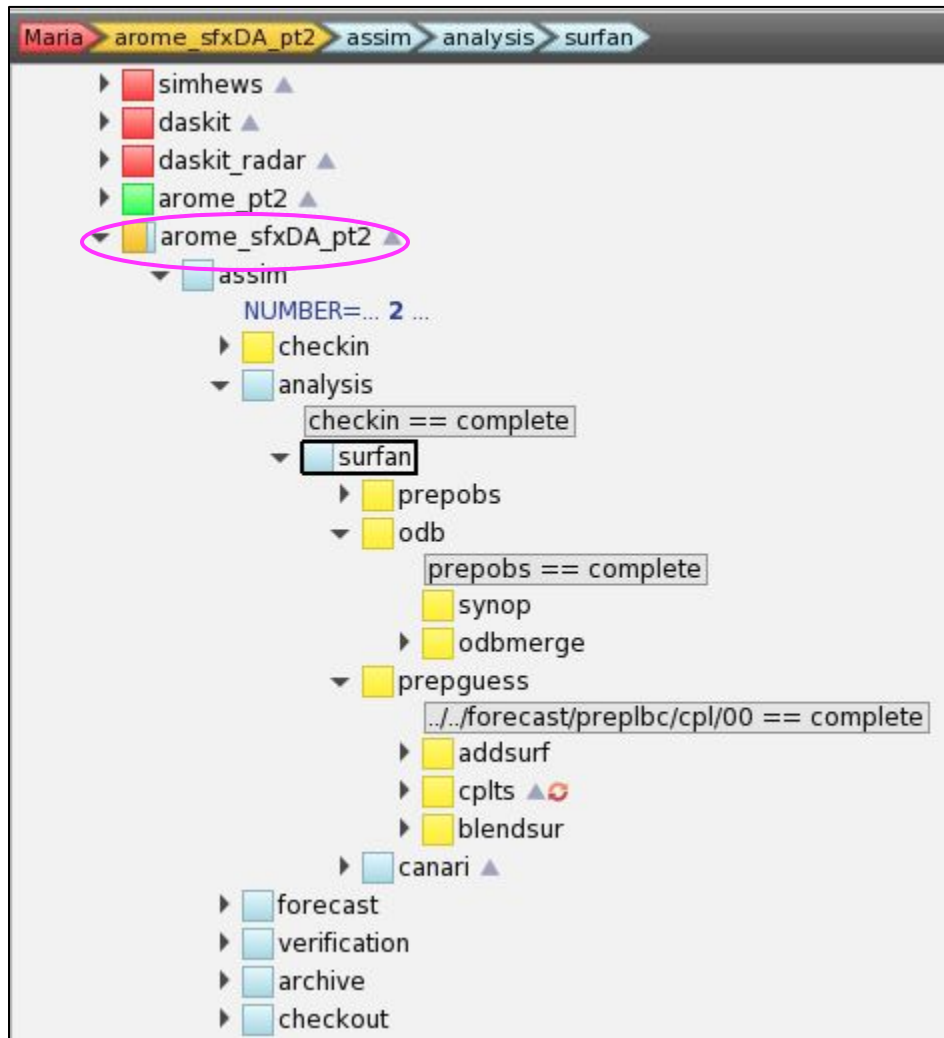 Maria arome_sfxDA_pt2 assim analysis surfan
simhews
daskit
daskit_radar
arome_pt2
arome_sfxDA_pt2
assim
NUMBER=... 2 ...
checkin
analysis
checkin == complete
surfan
prepobs
odb
prepobs == complete
synop
odbmerge
prepguess
../../forecast/preplbc/cpl/00 == complete
addsurf
cplts
blendsur
canari
forecast
verification
archive
checkout